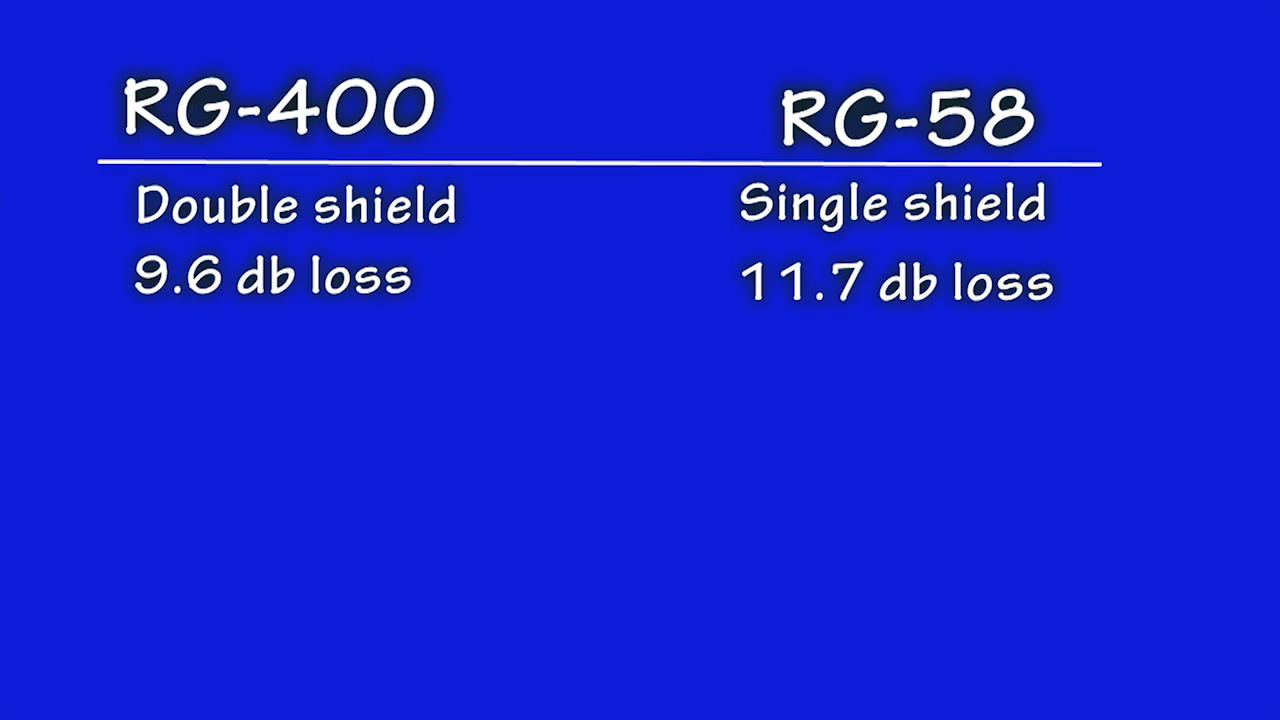 RG-400
RG-58
Double shield
Single shield
9.6 db loss
11.7 db loss